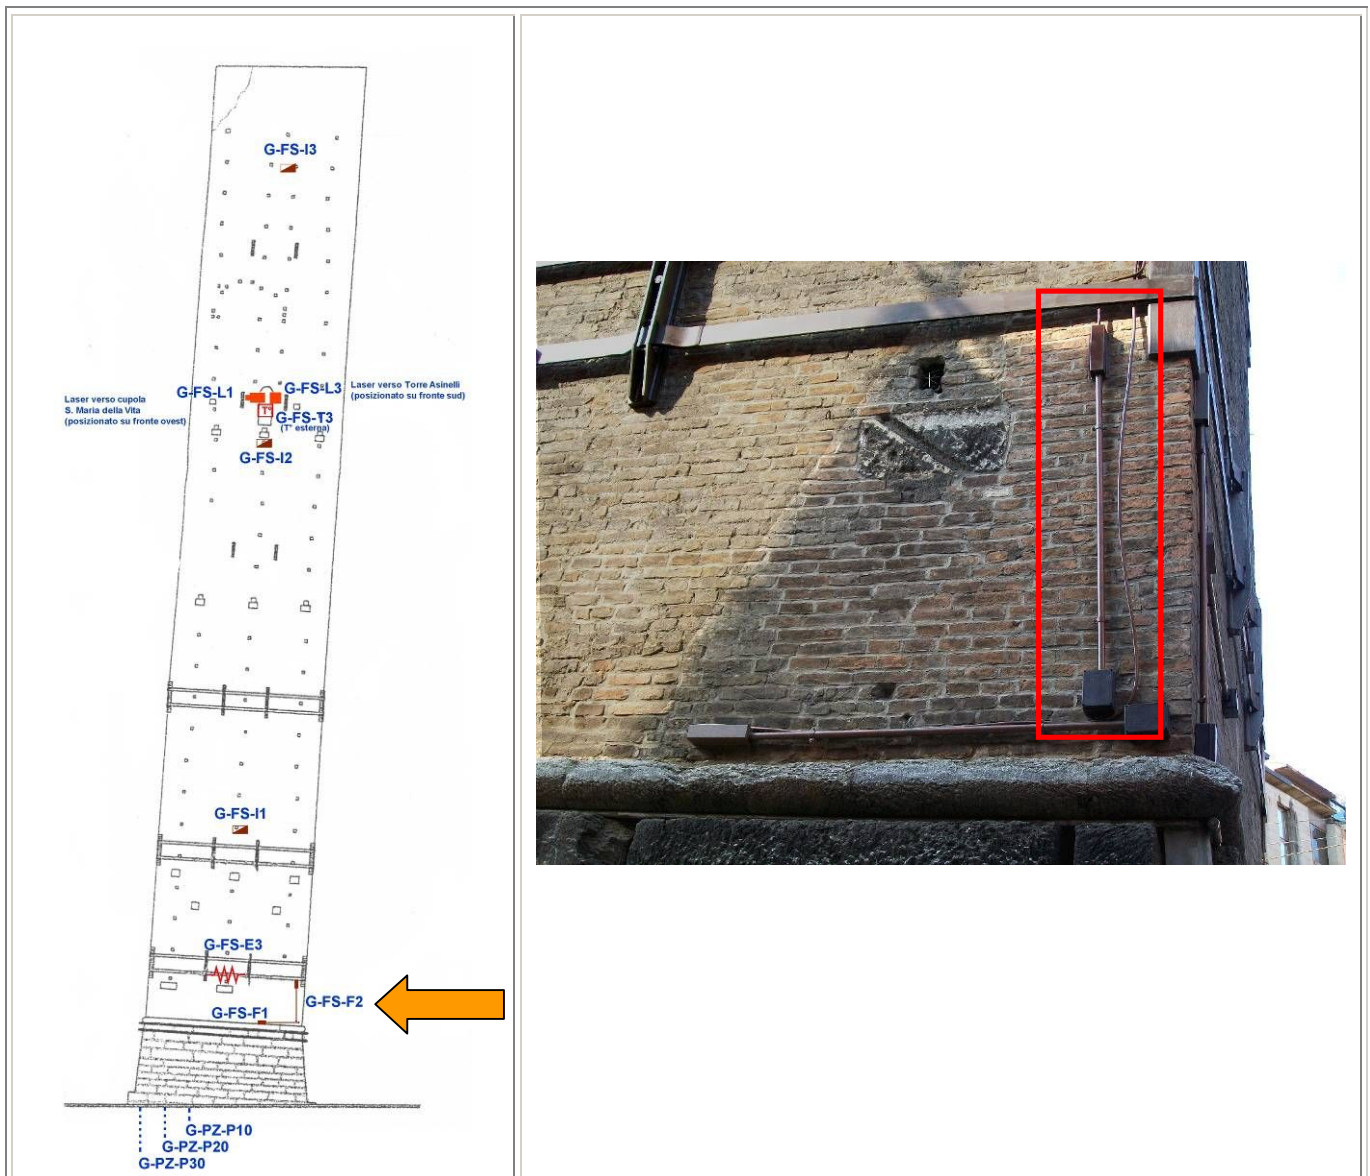 G-FS-I3
G-FS-L1
G-FS-L3
Laser verso Torre Asinelli
(posizionato su fronte sud)
Laser verso cupola
S. Maria della Vita
(posizionato su fronte ovest)
T°
G-FS-T3
(T° esterna)
G-FS-I2
G-FS-I1
G-FS-E3
G-FS-F2
G-FS-F1
G-PZ-P10
G-PZ-P20
G-PZ-P30